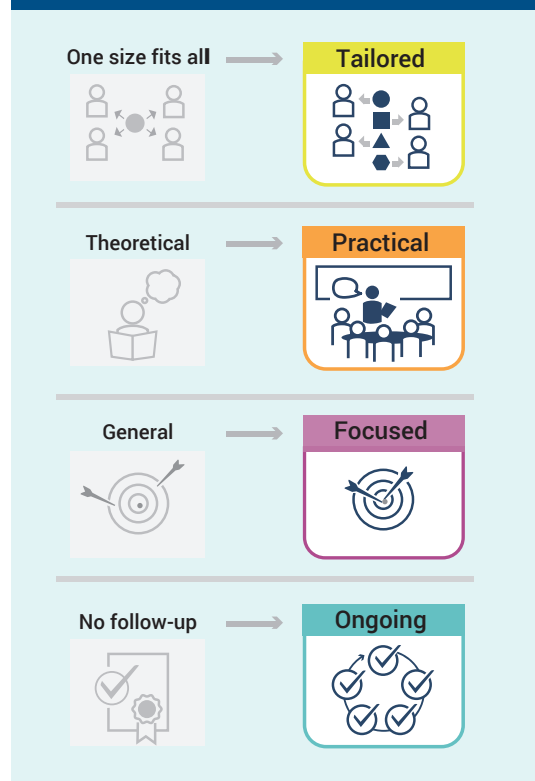 One size fits all
Tailored
Theoretical
Practical
General
Focused
No follow-up
Ongoing